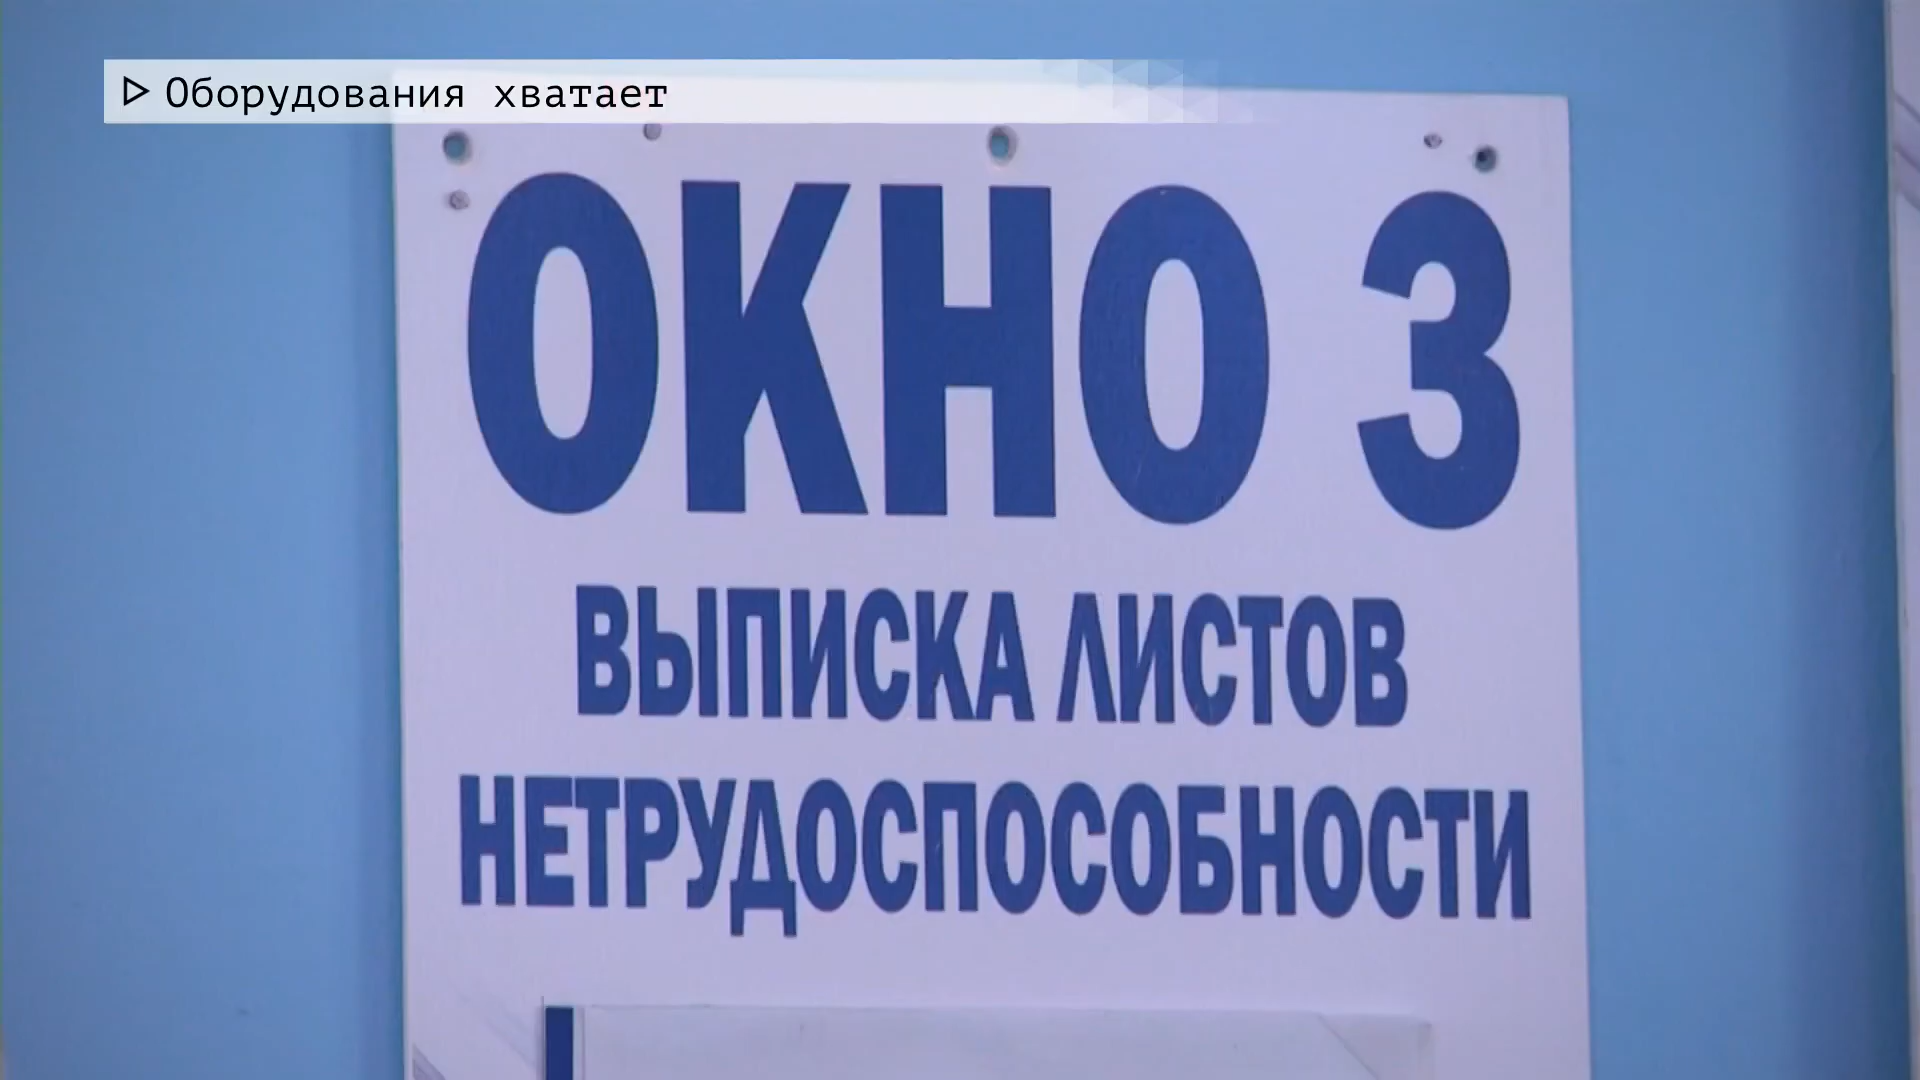 Оборудования хватает
ОКНО 3
ВЫПИСКА ЛИСТОВ
НЕТРУДОСПОСОБНОСТИ